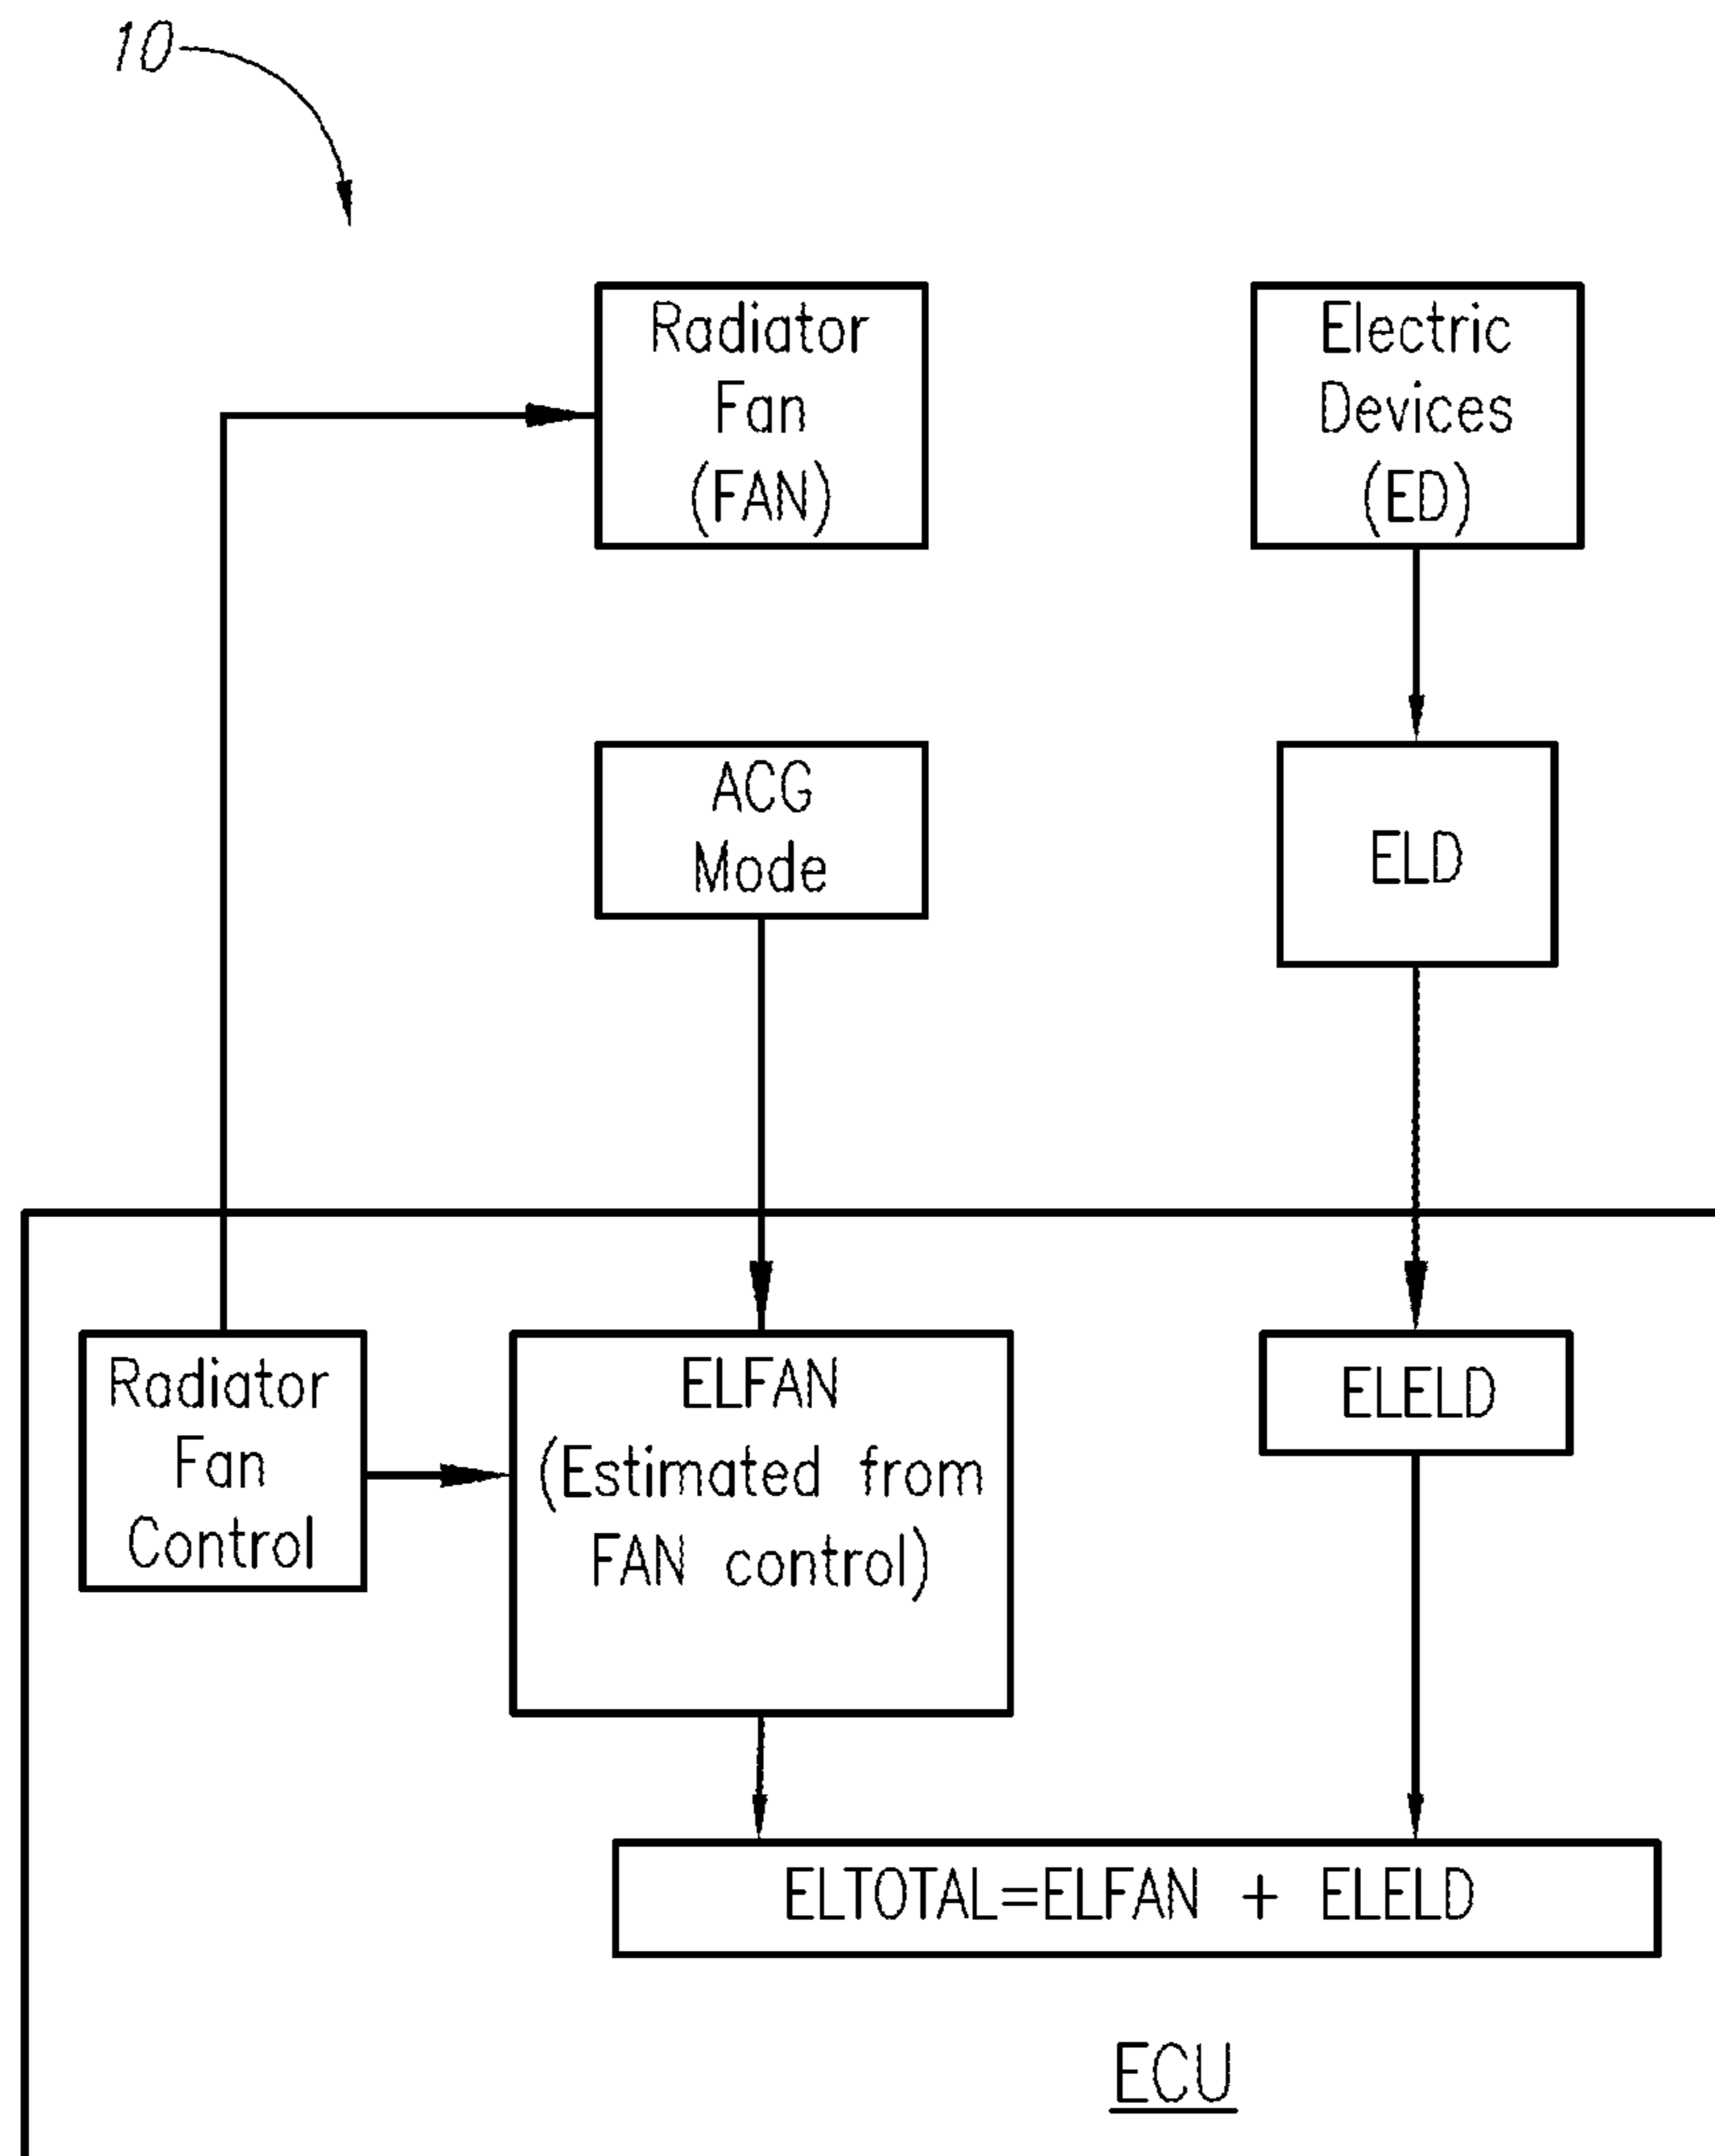 10
Radiator
Fan
(FAN)
Electric
Devices
(ED)
ACG
Mode
ELD
Radiator
Fan
Control
ELFAN
(Estimated from
FAN control)
ELELD
ELTOTAL=ELFAN + ELELD
ECU